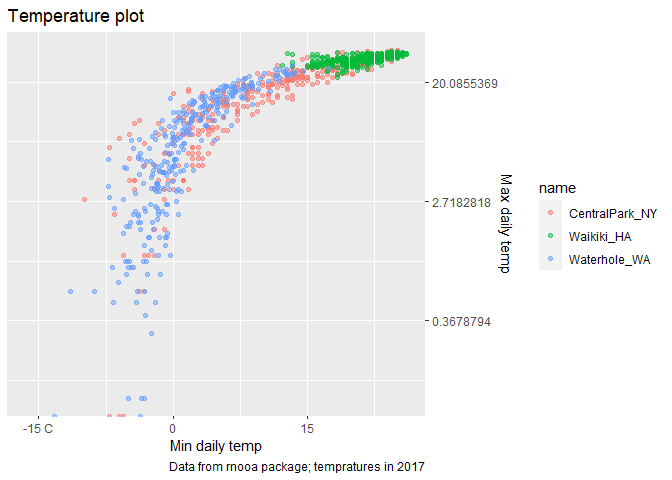 Temperature plot
20.0855369
2.7182818
0.3678794
Max daily temp
name
CentralPark_NY
Waikiki_HA
Waterhole_WA
-15 C
0
15
Min daily temp
Data from rnooa package; tempratures in 2017